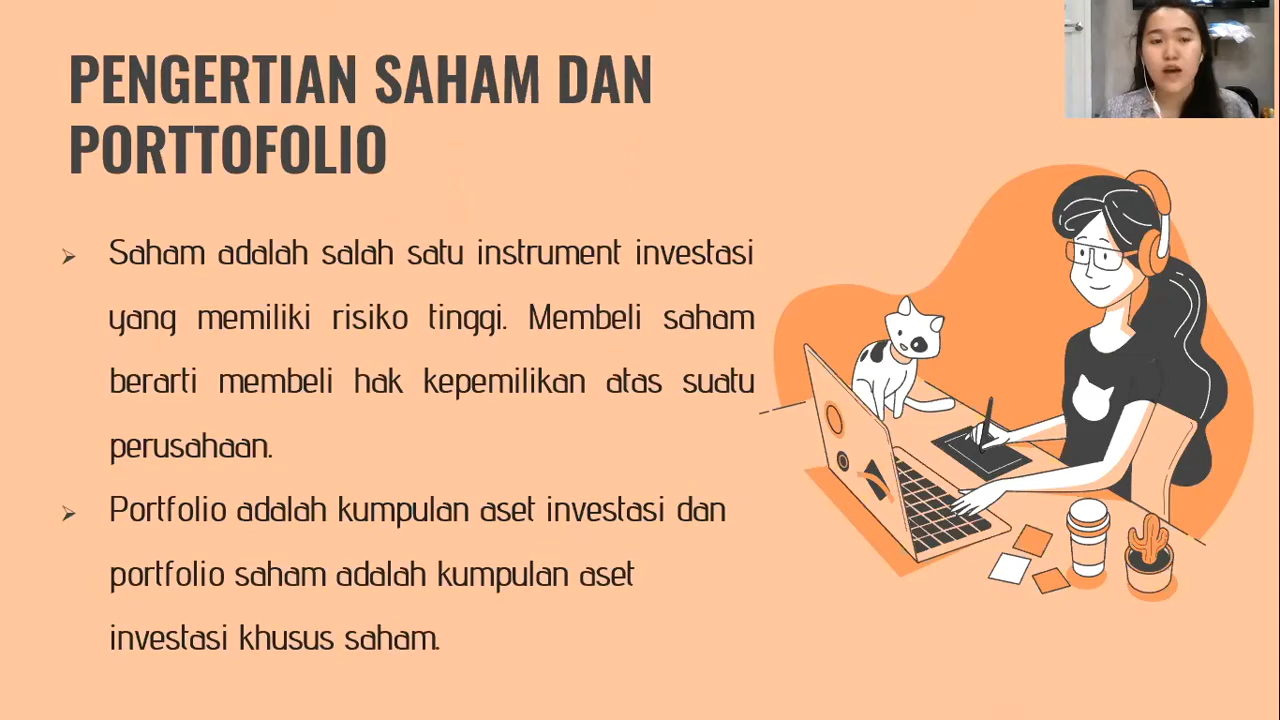 PENGERTIAN SAHAM DAN
PORTTOFOLIO
Saham adalah salah satu instrument investasi
yang memiliki risiko tinggi. Membeli saham
berarti membeli hak kepemilikan atas suatu
perusahaan.
Portfolio adalah kumpulan aset investasi dan
portfolio saham adalah kumpulan aset
investasi khusus saham.